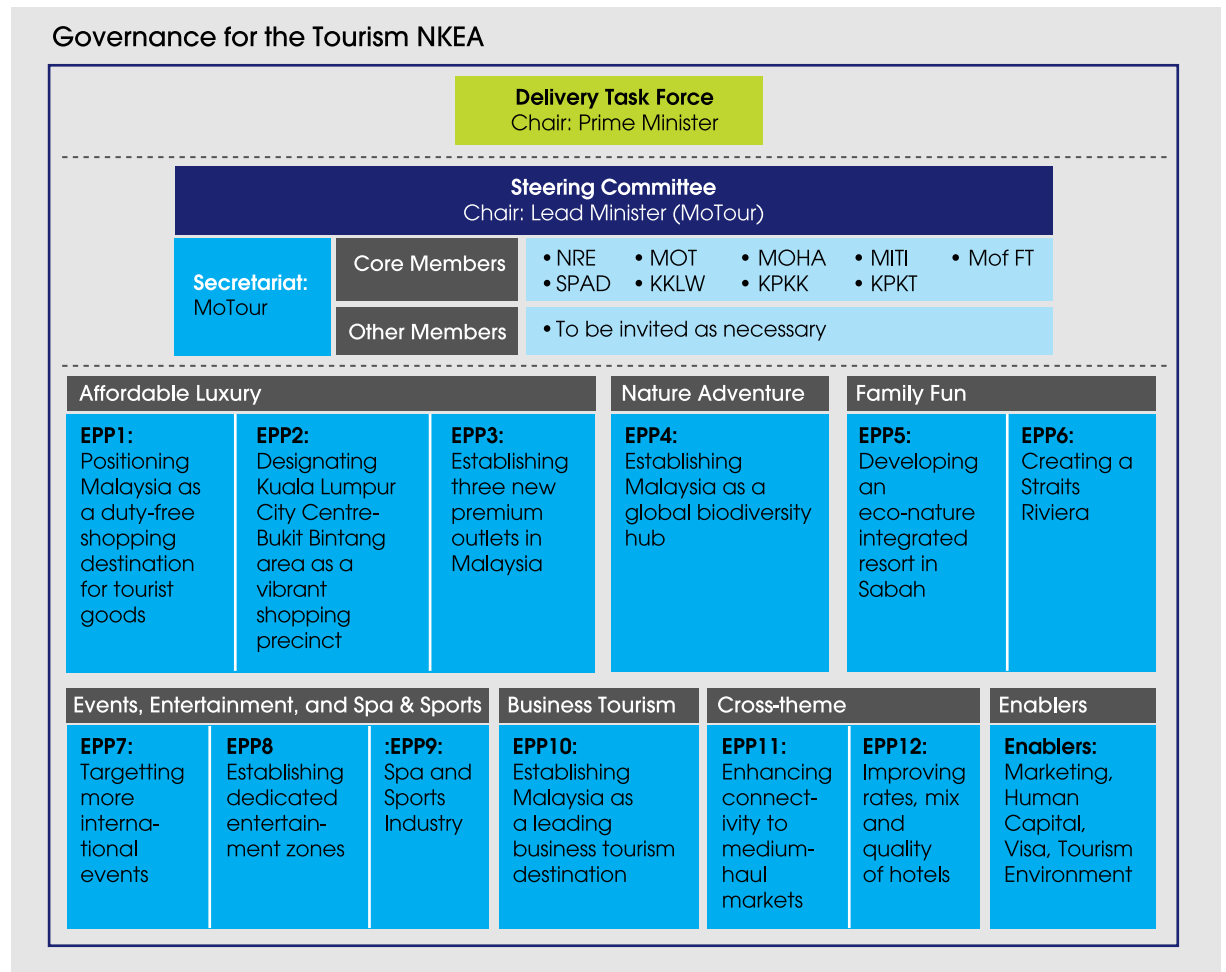 Governance for the Tourism NKEA
Delivery Task Force
Chair: Prime Minister
Steering Committee
Chair: Lead Minister (MoTour)
Secretariat:
MoTour
Core Members
• NRE • MOT • MOHA • MITI • Mof FT
• SPAD • KKLW • KPKK • KPKT
Other Members
• To be invited as necessary
Affordable Luxury
EPP1:
Positioning
Malaysia as
a duty-free
shopping
destination
for tourist
goods
EPP2:
Designating
Kuala Lumpur
City Centre-
Bukit Bintang
area as a
vibrant
shopping
precinct
EPP3:
Establishing
three new
premium
outlets in
Malaysia
Nature Adventure
EPP4:
Establishing
Malaysia as a
global biodiversity
hub
Family Fun
EPP5:
Developing
an
eco-nature
integrated
resort in
Sabah
EPP6:
Creating a
Straits
Riviera
Events, Entertainment, and Spa & Sports
EPP7:
Targetting
more
interna-
tional
events
EPP8
Establishing
dedicated
entertain-
ment zones
:EPP9:
Spa and
Sports
Industry
Business Tourism
EPP10:
Establishing
Malaysia as
a leading
business tourism
destination
Cross-theme
EPP11:
Enhancing
connect-
ivity to
medium-
haul
markets
EPP12:
Improving
rates, mix
and
quality
of hotels
Enablers
Enablers:
Marketing,
Human
Capital,
Visa, Tourism
Environment